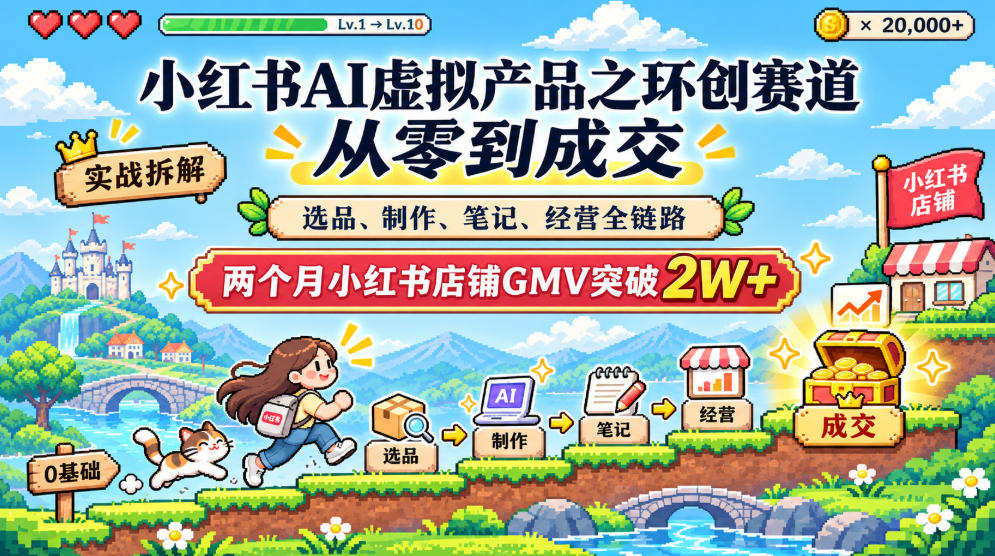 Lv.1 → Lv.10
× 20,000+
小红书AI虚拟产品之环创赛道
从零到成交
实战拆解
选品、制作、笔记、经营全链路
小红书
店铺
两个月小红书店铺GMV突破2W+
0基础
小红书
选品
AI
制作
笔记
经营
成交